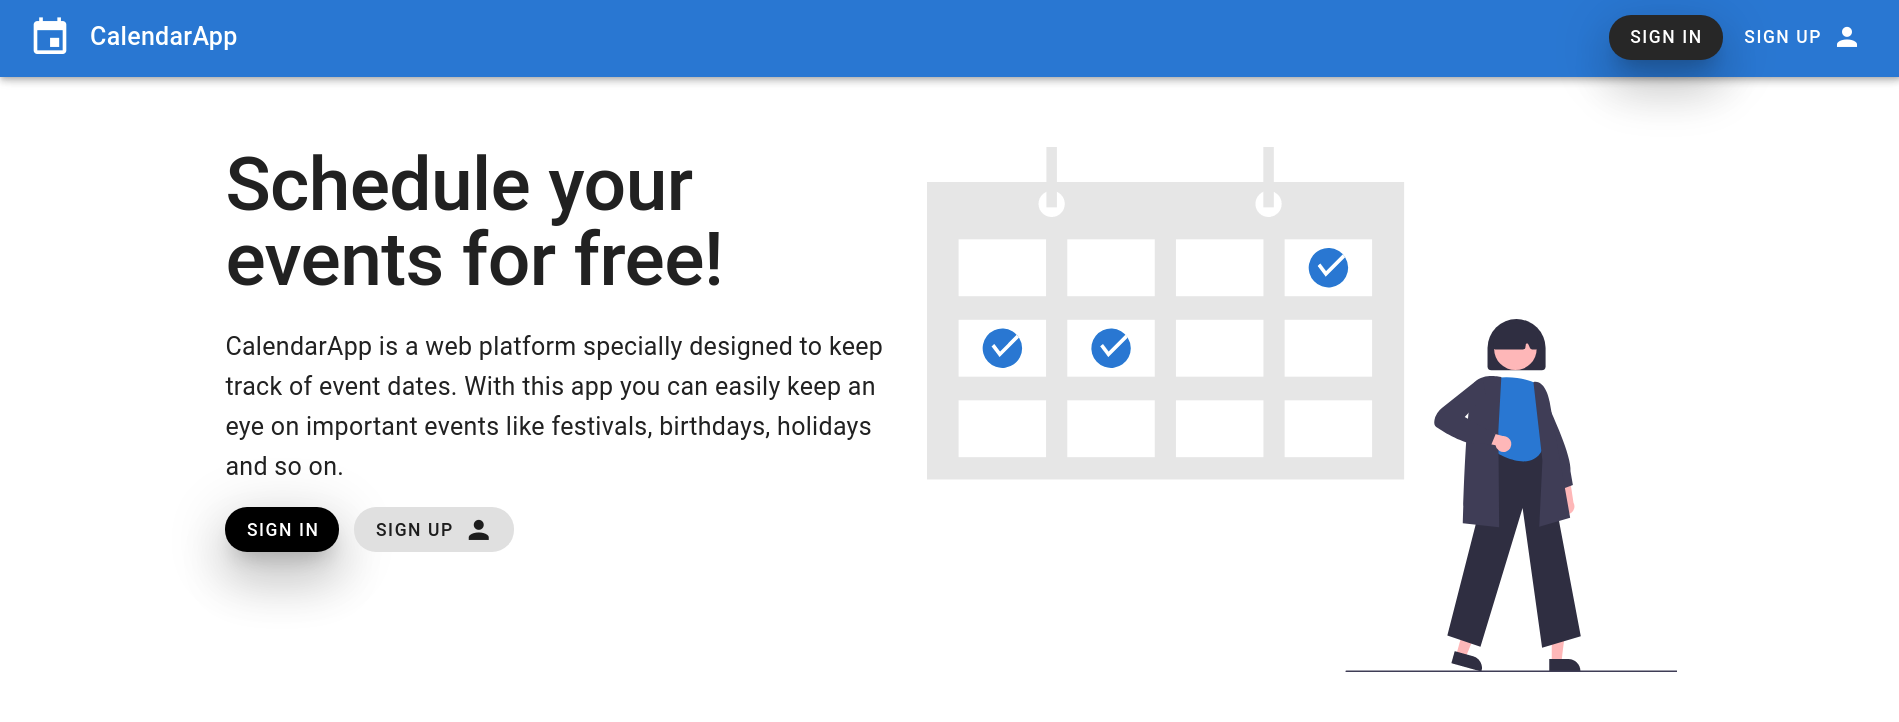 CalendarApp
SIGN IN
SIGN UP
Schedule your
events for free!
CalendarApp is a web platform specially designed to keep
track of event dates. With this app you can easily keep an
eye on important events like festivals, birthdays, holidays
and so on.
SIGN IN
SIGN UP